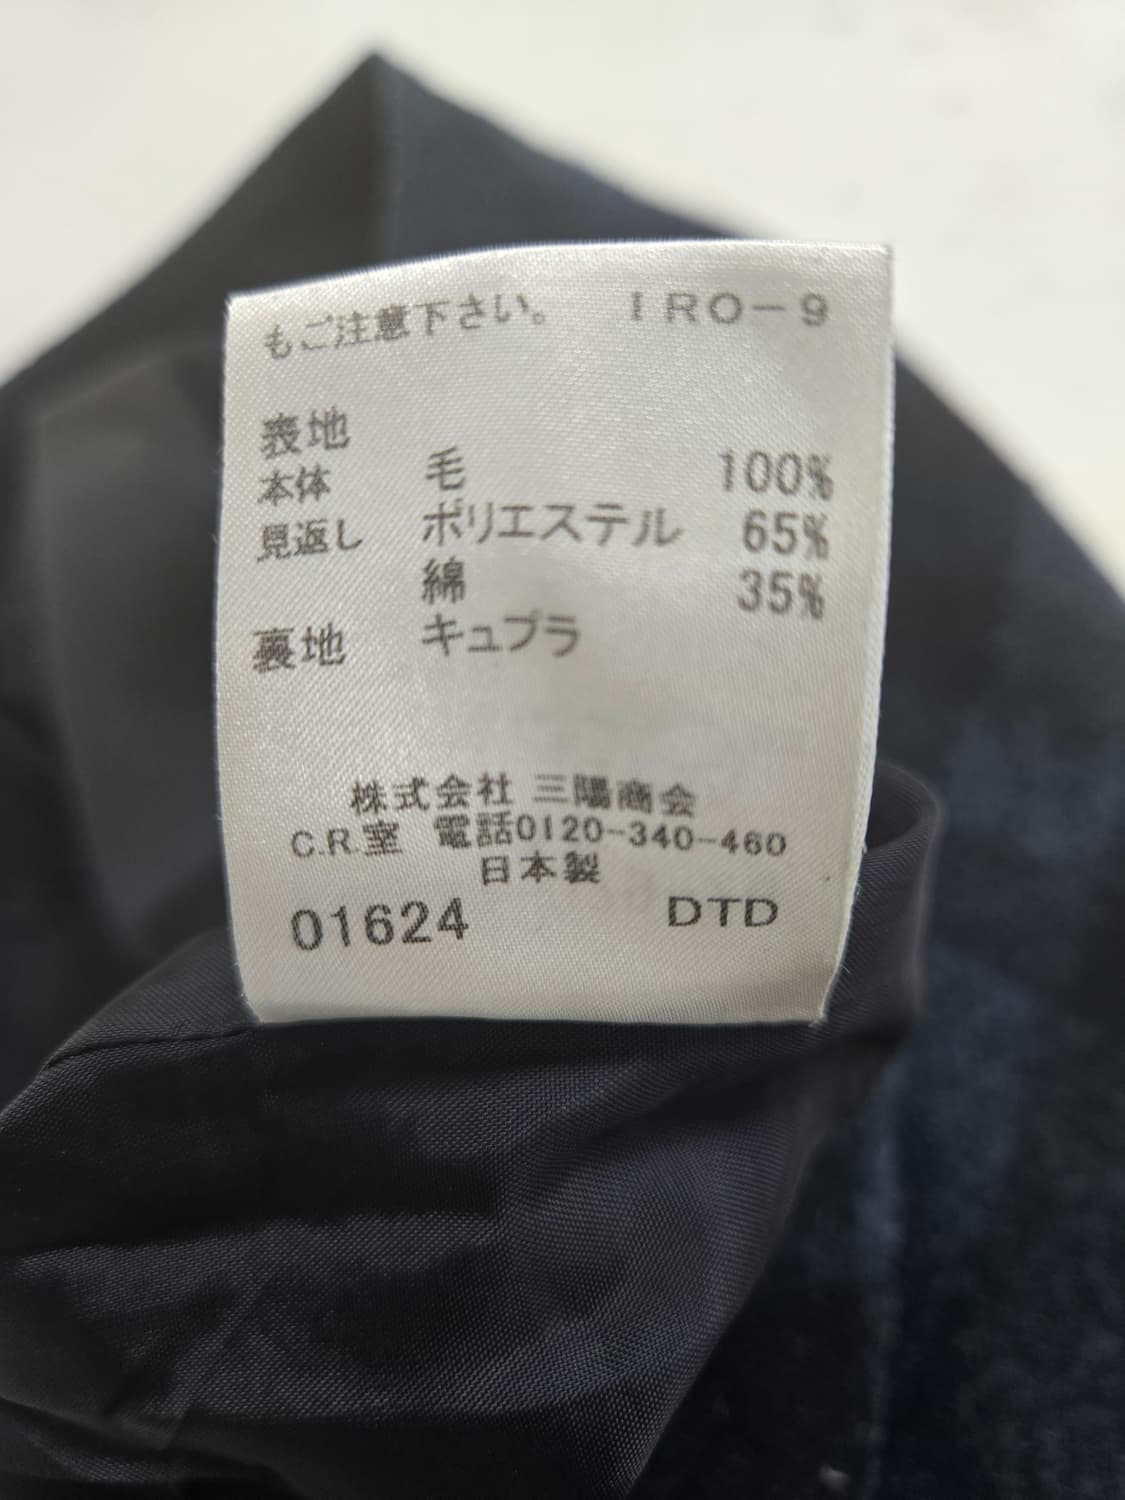 もご注意下さい。 IRO-9
表地
本体 毛 100%
見返し ポリエステル 65%
綿 35%
裏地 キュプラ
株式会社 三陽商会
C.R.室 電話0120-340-460
日本製
01624 DTD